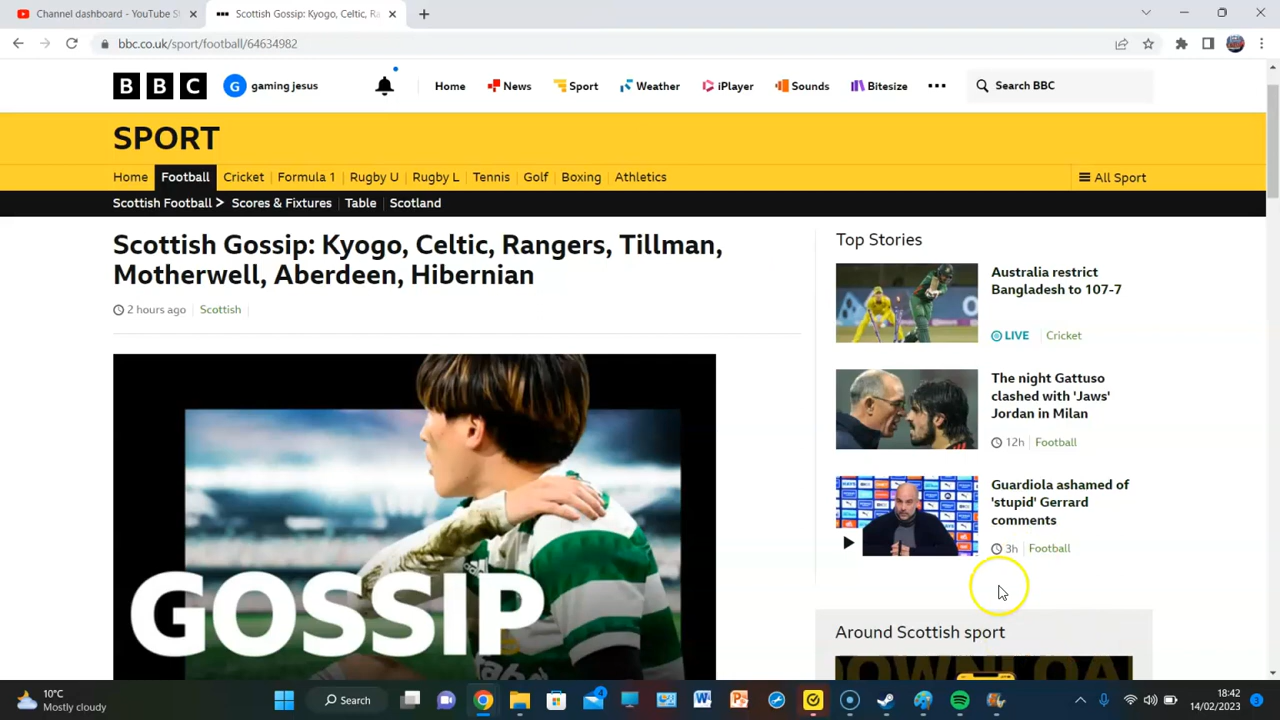 Channel dashboard - YouTube S
Scottish Gossip: Kyogo, Celtic, Ra
bbc.co.uk/sport/football/64634982
BBC
G gaming jesus
Home News Sport Weather iPlayer Sounds Bitesize Search BBC
SPORT
Home Football Cricket Formula 1 Rugby U Rugby L Tennis Golf Boxing Athletics All Sport
Scottish Football > Scores & Fixtures Table Scotland
Scottish Gossip: Kyogo, Celtic, Rangers, Tillman,
Motherwell, Aberdeen, Hibernian
2 hours ago Scottish
GOSSIP
Top Stories
Australia restrict
Bangladesh to 107-7
LIVE Cricket
The night Gattuso
clashed with 'Jaws'
Jordan in Milan
12h Football
Guardiola ashamed of
'stupid' Gerrard
comments
3h Football
Around Scottish sport
DOWNLOA
10°C
Mostly cloudy
Search
4
18:42
14/02/2023
3